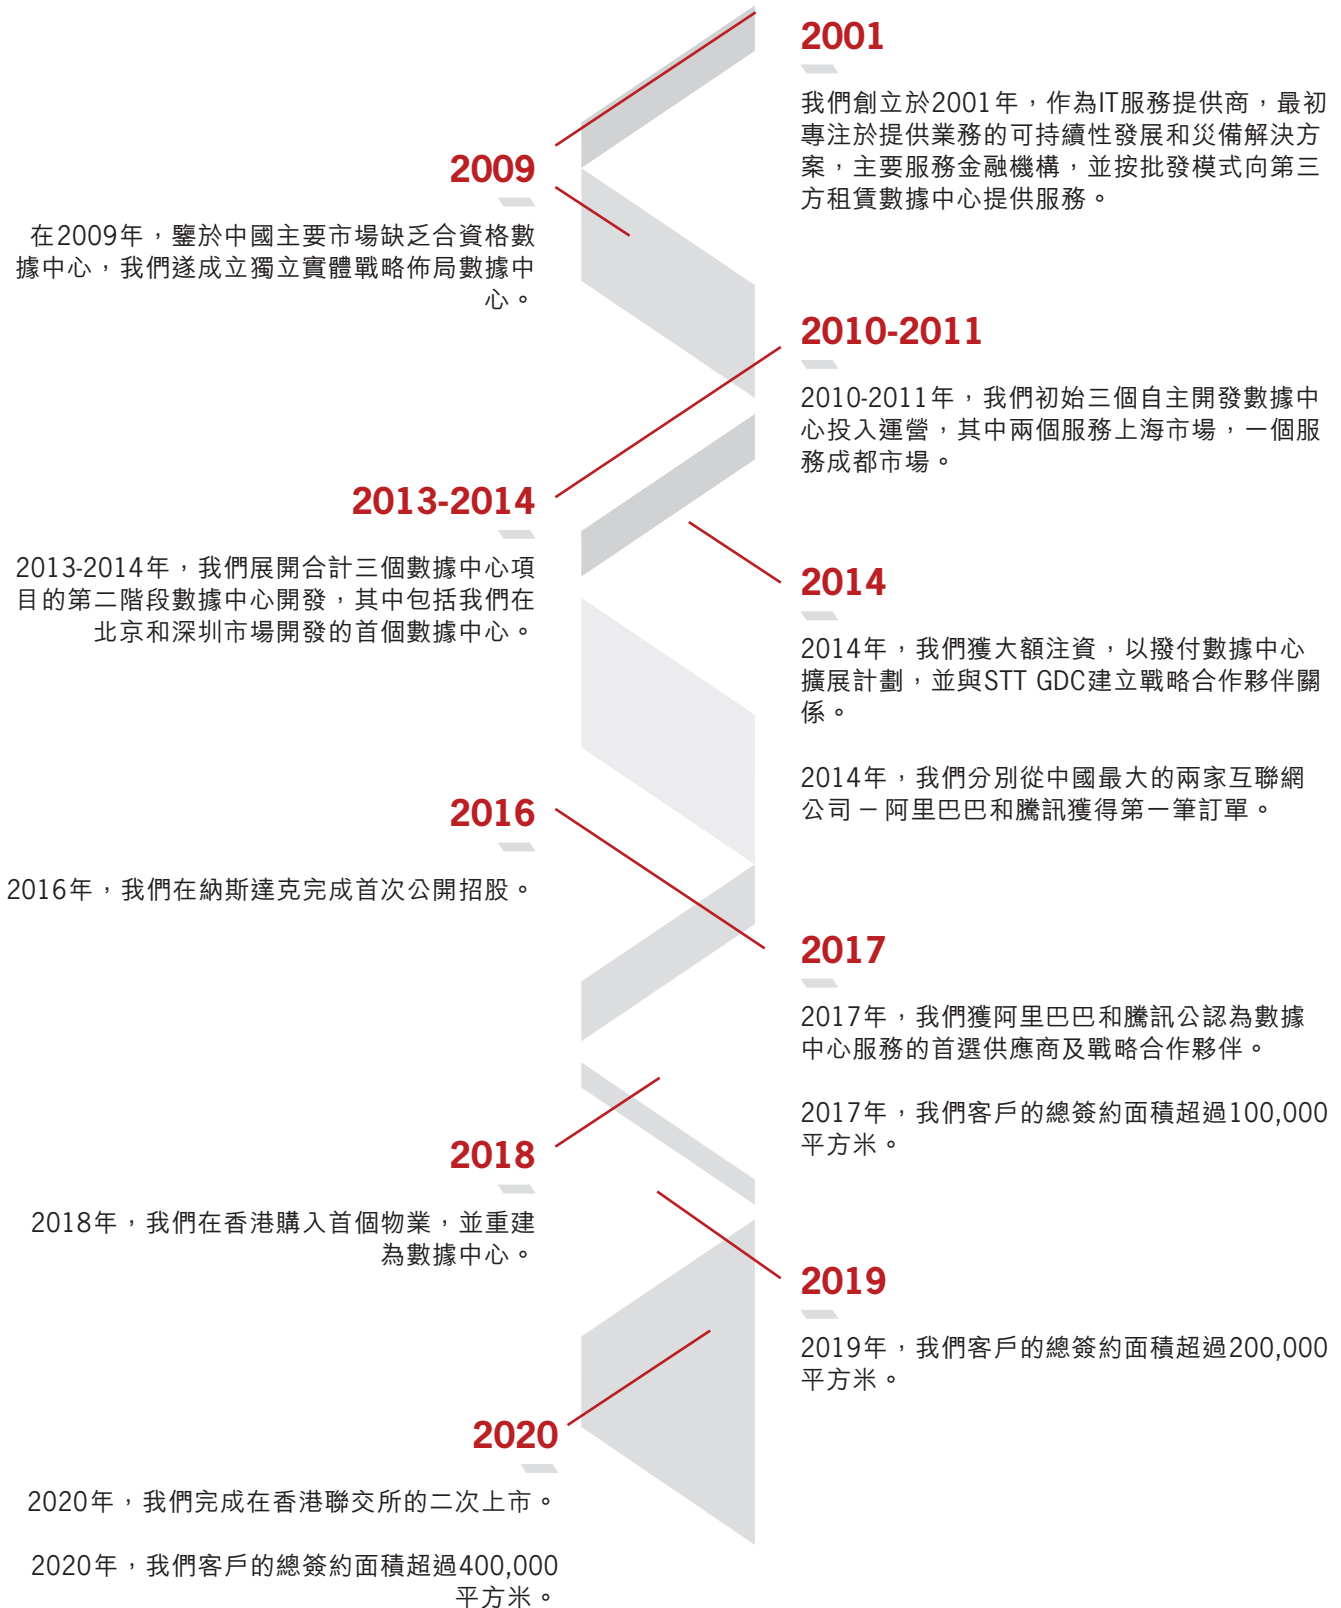 2001
我們創立於2001年，作為IT服務提供商，最初
專注於提供業務的可持續性發展和災備解決方
案，主要服務金融機構，並按批發模式向第三
方租賃數據中心提供服務。
2009
在2009年，鑒於中國主要市場缺乏合資格數
據中心，我們遂成立獨立實體戰略佈局數據中
心。
2010-2011
2010-2011年，我們初始三個自主開發數據中
心投入運營，其中兩個服務上海市場，一個服
務成都市場。
2013-2014
2013-2014年，我們展開合計三個數據中心項
目的第二階段數據中心開發，其中包括我們在
北京和深圳市場開發的首個數據中心。
2014
2014年，我們獲大額注資，以撥付數據中心
擴展計劃，並與STT GDC建立戰略合作夥伴關
係。
2014年，我們分別從中國最大的兩家互聯網
公司－阿里巴巴和騰訊獲得第一筆訂單。
2016
2016年，我們在納斯達克完成首次公開招股。
2017
2017年，我們獲阿里巴巴和騰訊公認為數據
中心服務的首選供應商及戰略合作夥伴。
2017年，我們客戶的總簽約面積超過100,000
平方米。
2018
2018年，我們在香港購入首個物業，並重建
為數據中心。
2019
2019年，我們客戶的總簽約面積超過200,000
平方米。
2020
2020年，我們完成在香港聯交所的二次上市。
2020年，我們客戶的總簽約面積超過400,000
平方米。